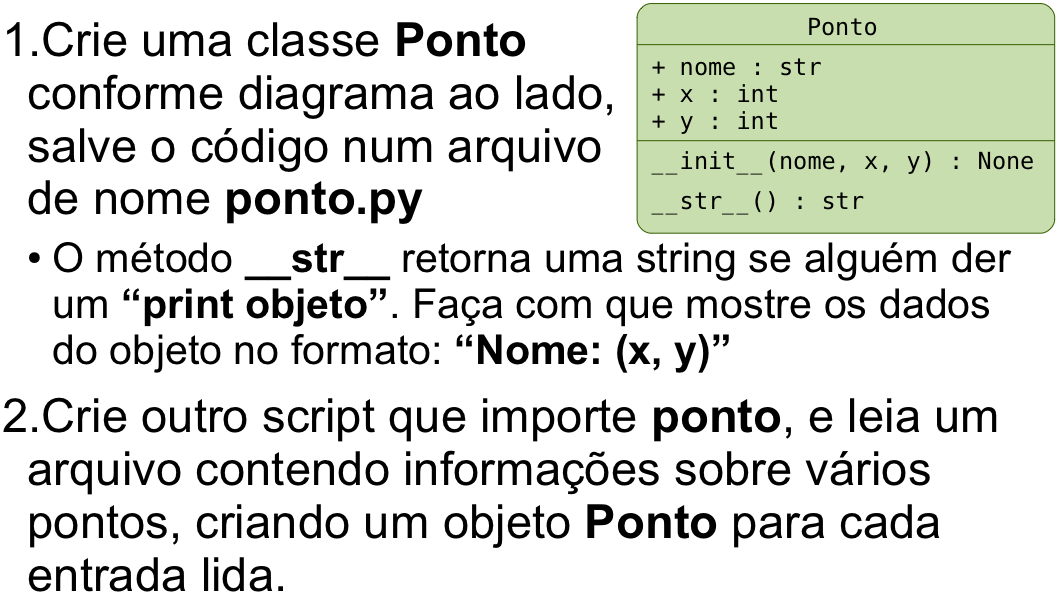 1.Crie uma classe Ponto
conforme diagrama ao lado,
salve o código num arquivo
de nome ponto.py
Ponto
+ nome : str
+ x : int
+ y : int
__init__(nome, x, y) : None
__str__() : str
• O método __str__ retorna uma string se alguém der
um “print objeto”. Faça com que mostre os dados
do objeto no formato: “Nome: (x, y)”
2.Crie outro script que importe ponto, e leia um
arquivo contendo informações sobre vários
pontos, criando um objeto Ponto para cada
entrada lida.